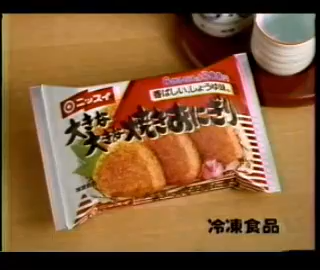 ニッスイ
香ばしい、しょうゆ味
大きな
大きな焼きおにぎり
冷凍食品